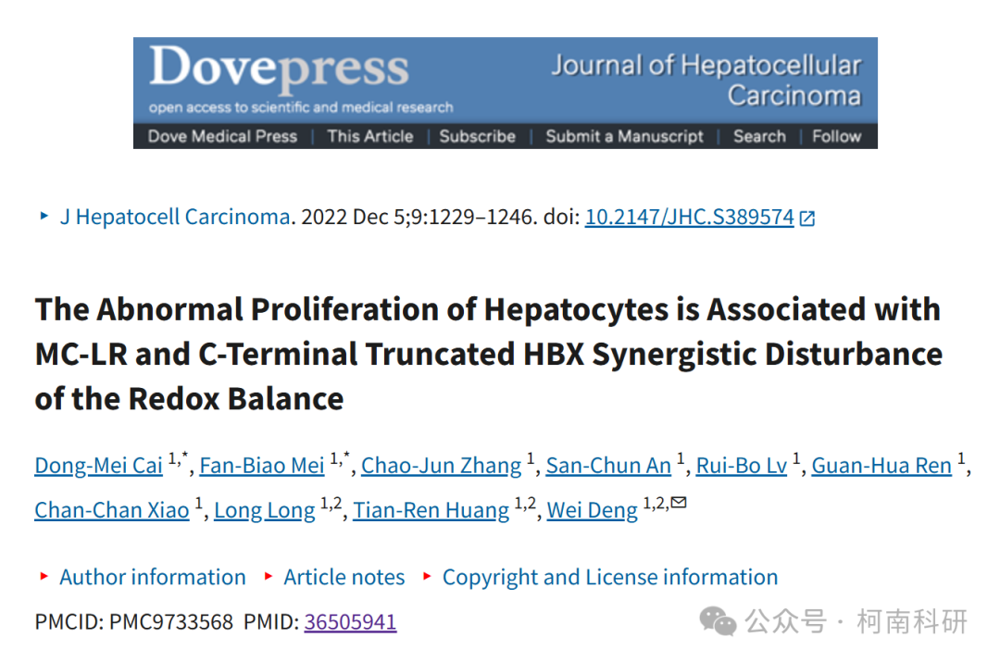 Dovepress
open access to scientific and medical research
Journal of Hepatocellular
Carcinoma
Dove Medical Press | This Article | Subscribe | Submit a Manuscript | Search | Follow
J Hepatocell Carcinoma. 2022 Dec 5;9:1229–1246. doi: 10.2147/JHC.S389574
The Abnormal Proliferation of Hepatocytes is Associated with
MC-LR and C-Terminal Truncated HBX Synergistic Disturbance
of the Redox Balance
Dong-Mei Cai 1,*, Fan-Biao Mei 1,*, Chao-Jun Zhang 1, San-Chun An 1, Rui-Bo Lv 1, Guan-Hua Ren 1,
Chan-Chan Xiao 1, Long Long 1,2, Tian-Ren Huang 1,2, Wei Deng 1,2,✉
Author information Article notes Copyright and License information
PMCID: PMC9733568 PMID: 36505941
公众号 · 柯南科研